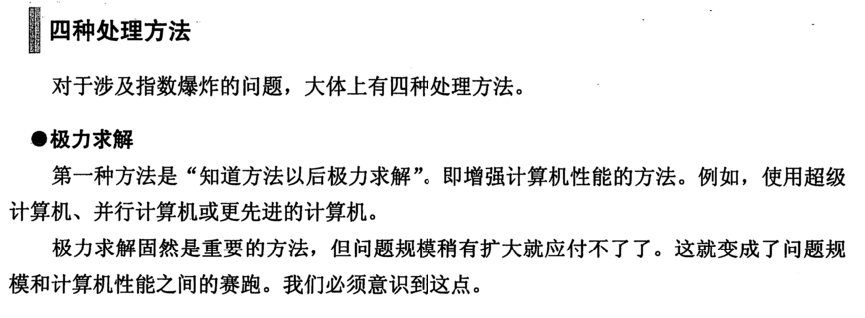 四种处理方法
对于涉及指数爆炸的问题，大体上有四种处理方法。
●极力求解
第一种方法是“知道方法以后极力求解”。即增强计算机性能的方法。例如，使用超级
计算机、并行计算机或更先进的计算机。
极力求解固然是重要的方法，但问题规模稍有扩大就应付不了了。这就变成了问题规
模和计算机性能之间的赛跑。我们必须意识到这点。